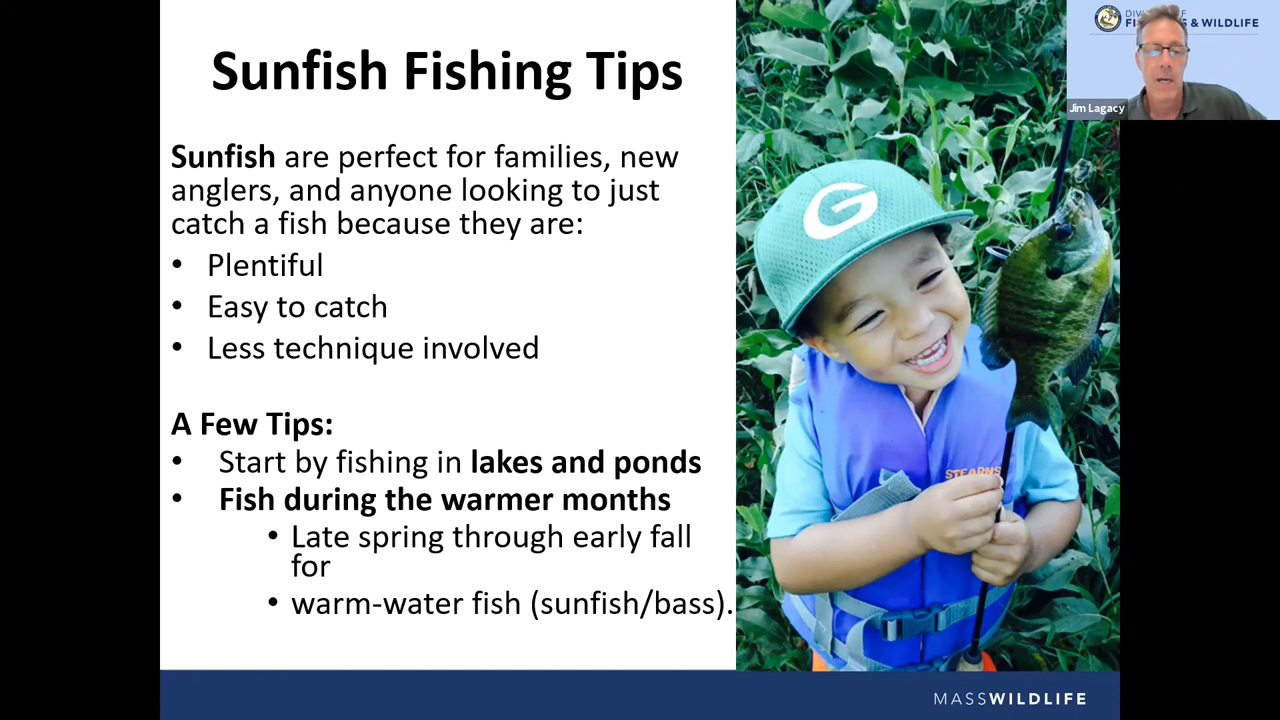 Sunfish Fishing Tips
Sunfish are perfect for families, new
anglers, and anyone looking to just
catch a fish because they are:
• Plentiful
• Easy to catch
• Less technique involved
A Few Tips:
• Start by fishing in lakes and ponds
• Fish during the warmer months
• Late spring through early fall
for
• warm-water fish (sunfish/bass).
G
STEARNS
MASSWILDLIFE
& WILDLIFE
Jim Lagacy